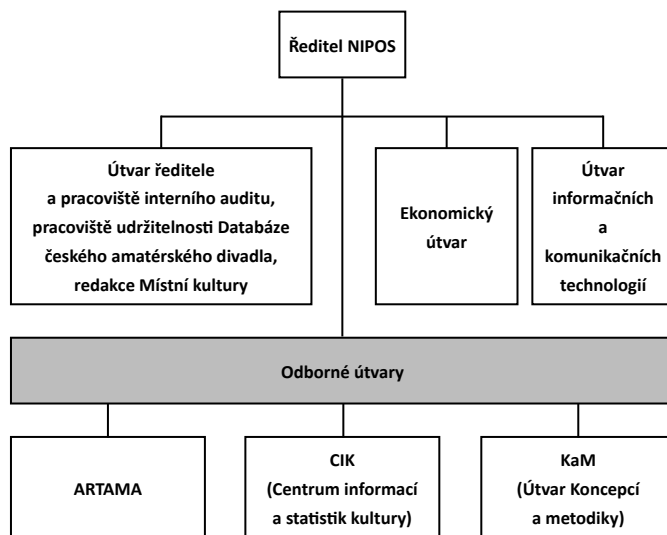 Ředitel NIPOS
Útvar ředitele
a pracoviště interního auditu,
pracoviště udržitelnosti Databáze
českého amatérského divadla,
redakce Místní kultury
Ekonomický
útvar
Útvar
informačních
a
komunikačních
technologií
Odborné útvary
ARTAMA
CIK
(Centrum informací
a statistik kultury)
KaM
(Útvar Koncepcí
a metodiky)